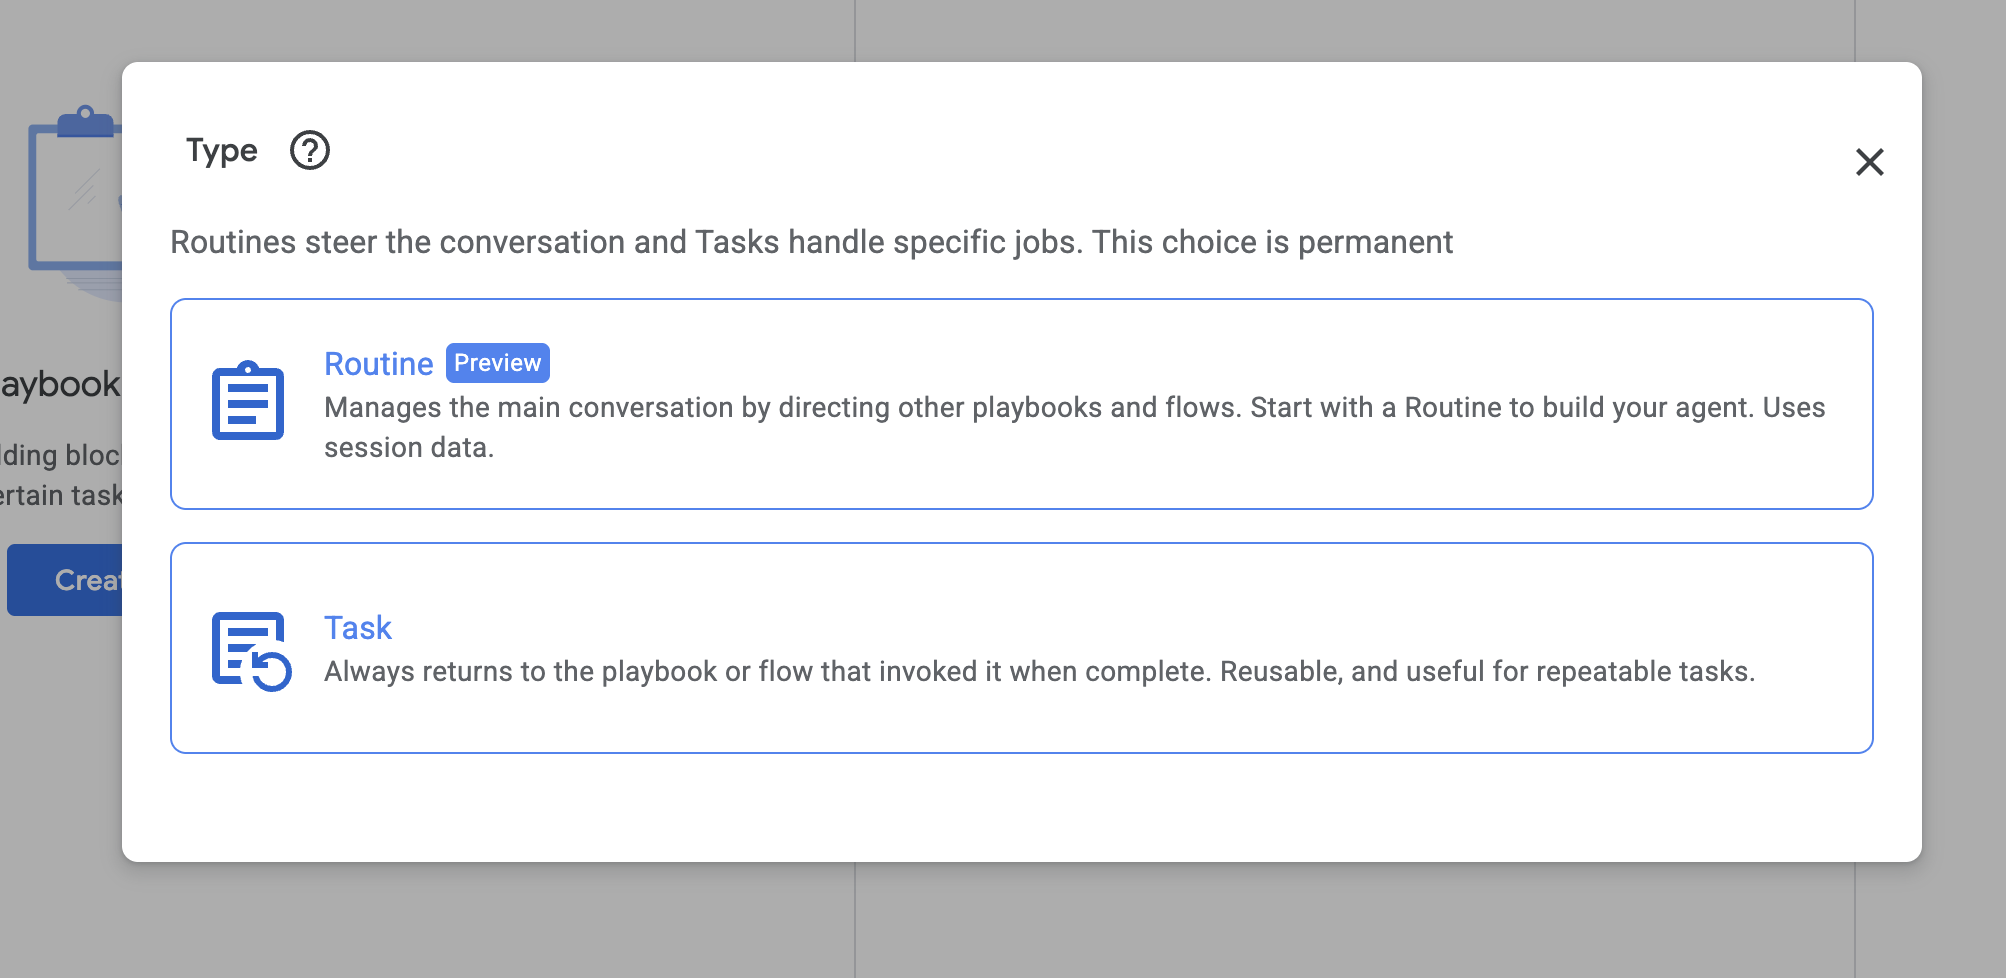 Type
Routines steer the conversation and Tasks handle specific jobs. This choice is permanent
Routine Preview
Manages the main conversation by directing other playbooks and flows. Start with a Routine to build your agent. Uses
session data.
Task
Always returns to the playbook or flow that invoked it when complete. Reusable, and useful for repeatable tasks.
aybook
ding bloc
ertain task
Creat